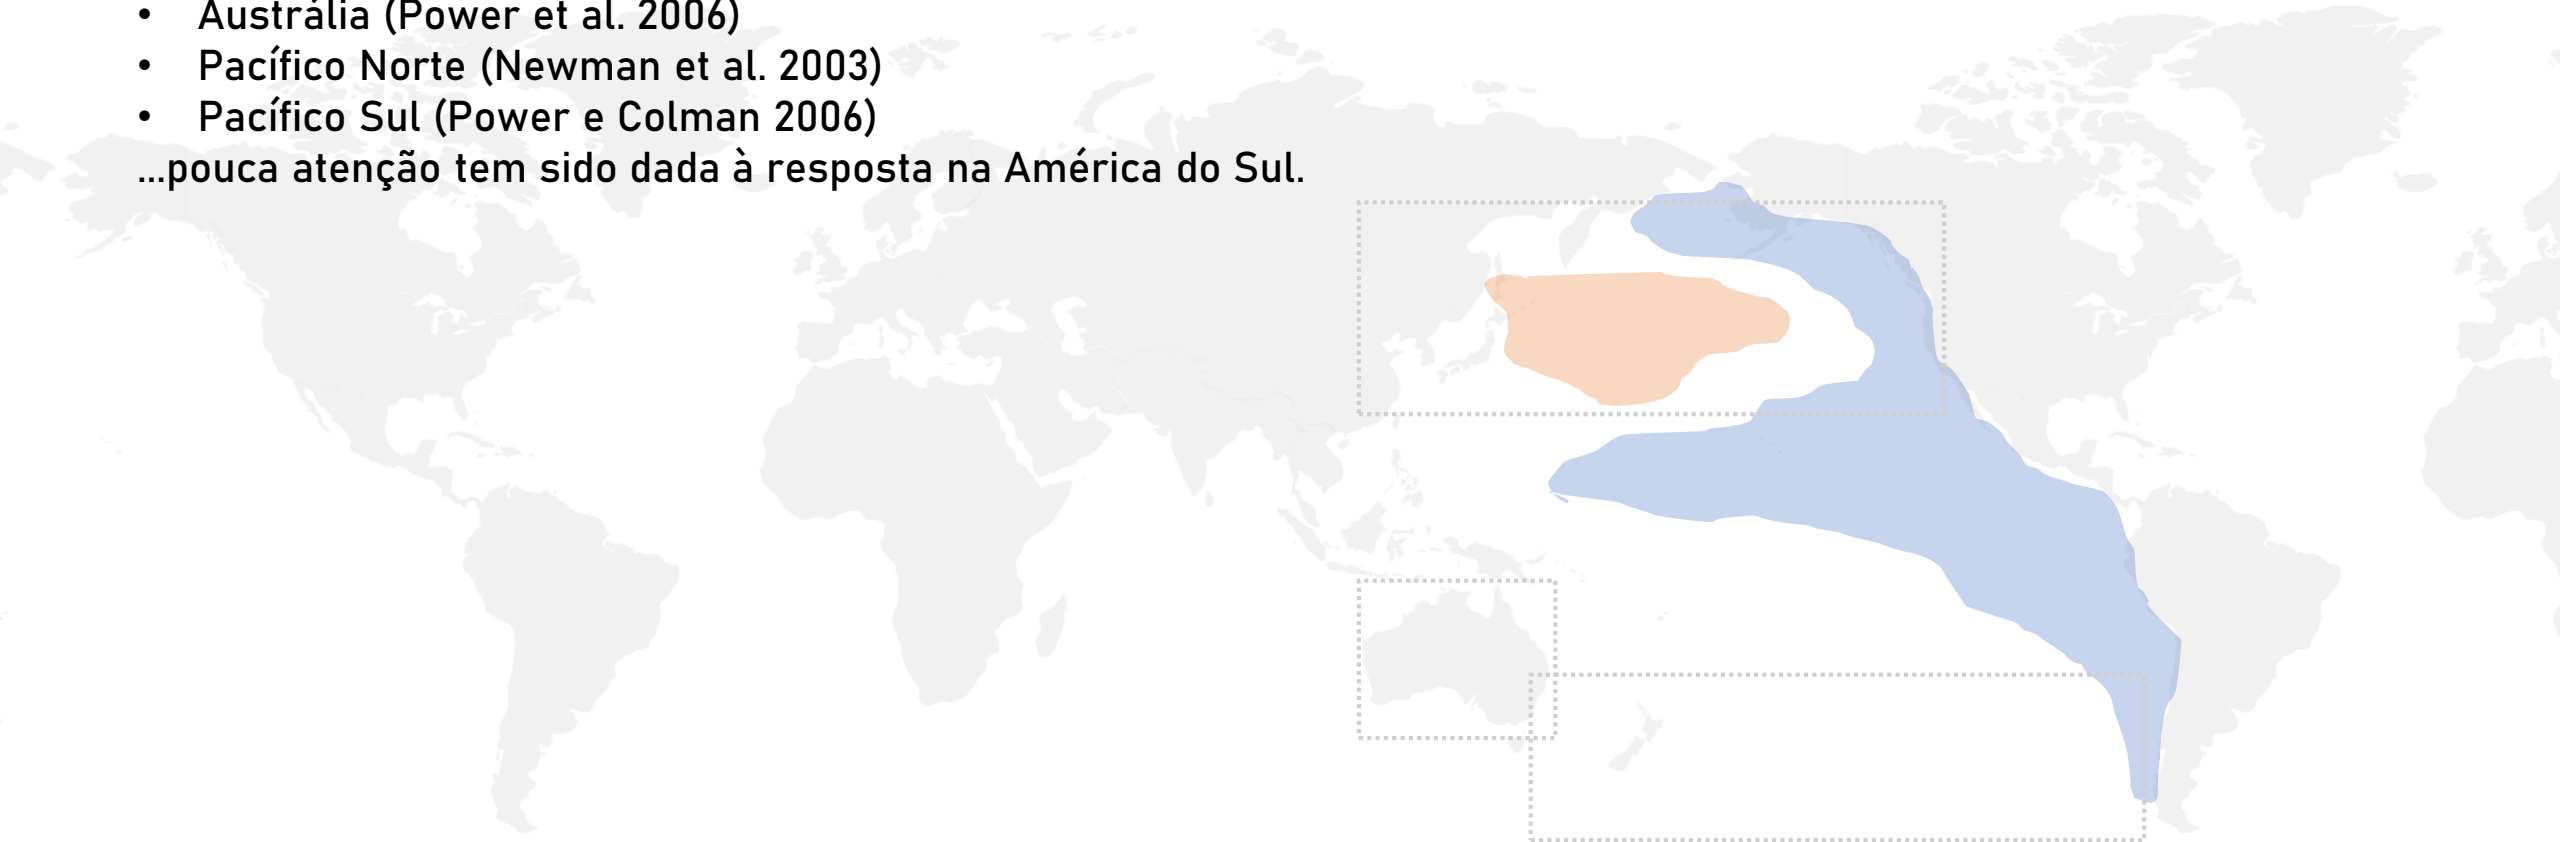 • Austrália (Power et al. 2006)
• Pacífico Norte (Newman et al. 2003)
• Pacífico Sul (Power e Colman 2006)
...pouca atenção tem sido dada à resposta na América do Sul.